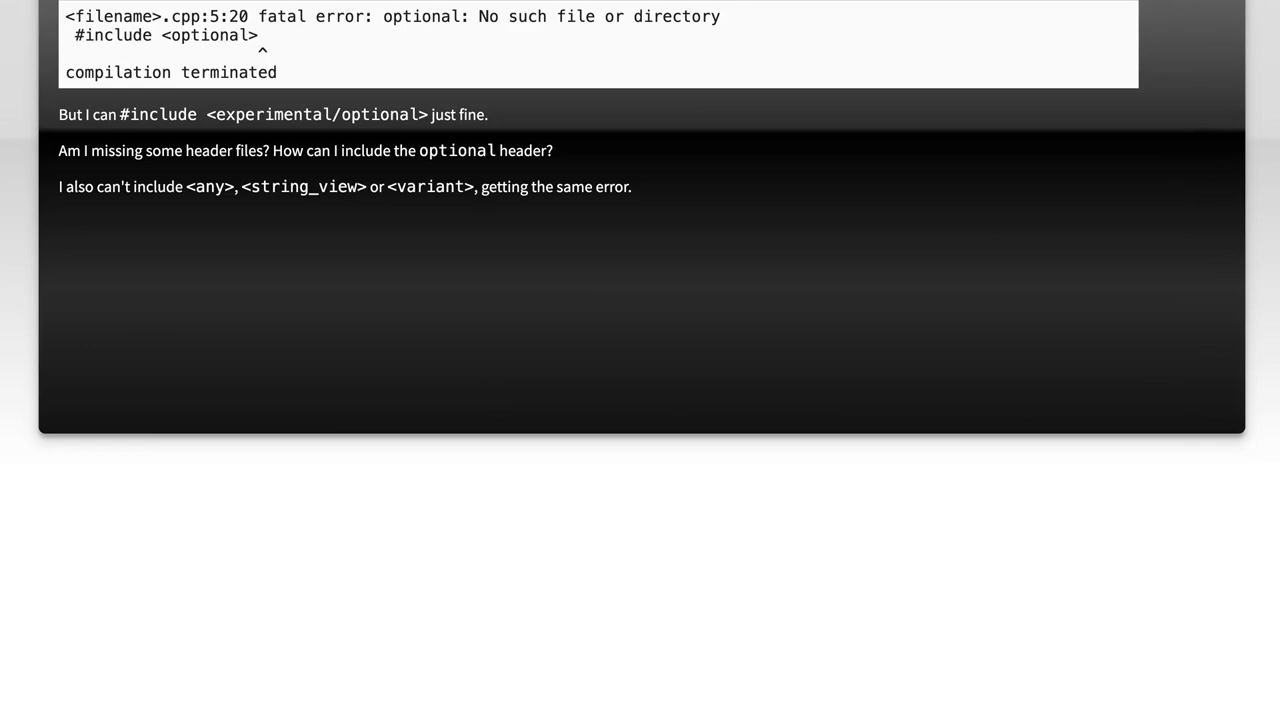 <filename>.cpp:5:20 fatal error: optional: No such file or directory
#include <optional>
^
compilation terminated
But I can #include <experimental/optional> just fine.
Am I missing some header files? How can I include the optional header?
I also can't include <any>, <string_view> or <variant>, getting the same error.